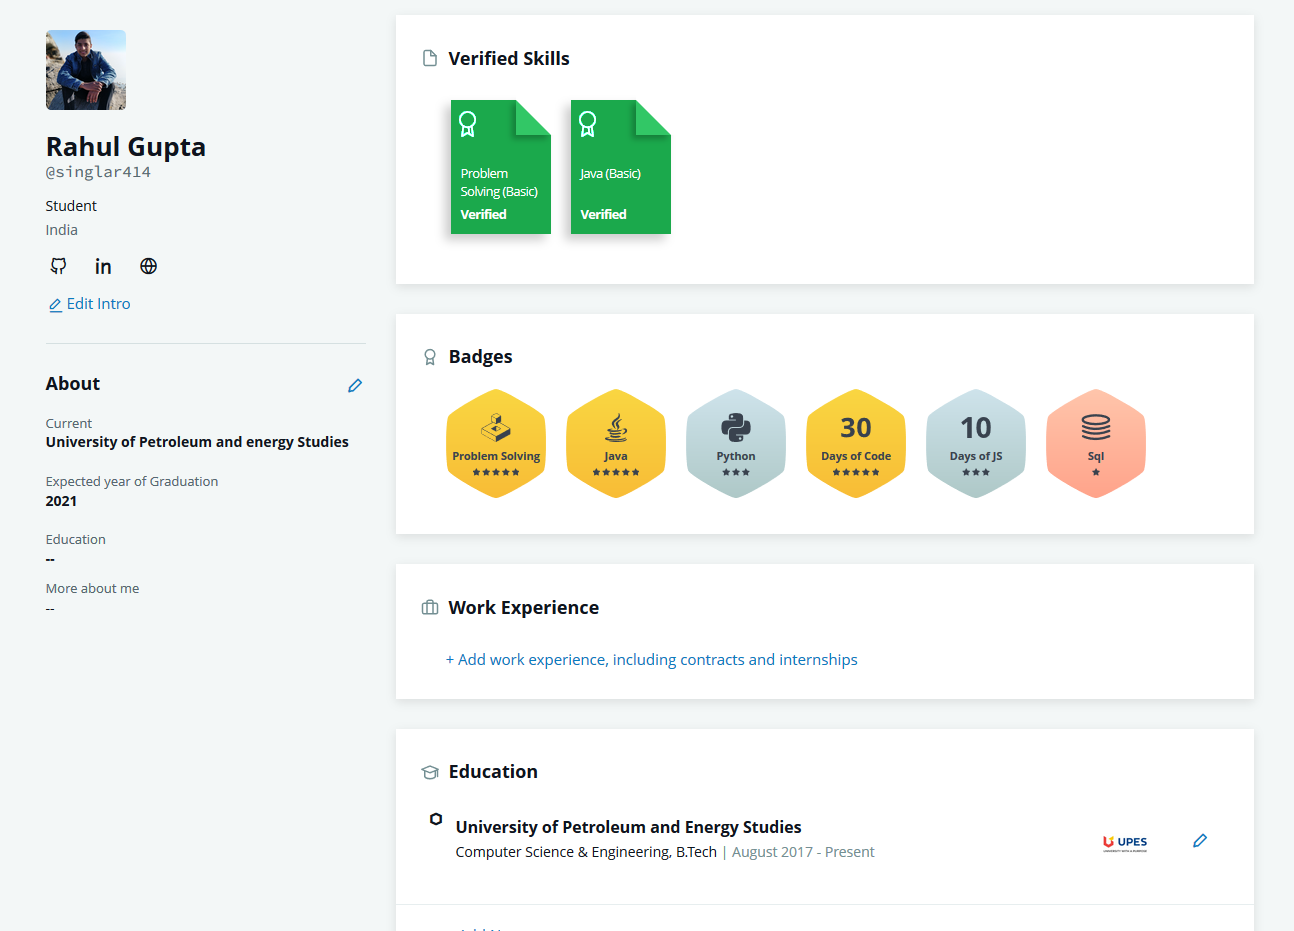 Rahul Gupta
@singlar414
Student
India
in
Edit Intro
About
Current
University of Petroleum and energy Studies
Expected year of Graduation
2021
Education
--
More about me
--
Verified Skills
Problem
Solving (Basic)
Verified
Java (Basic)
Verified
Badges
Problem Solving
Java
Python
30
Days of Code
10
Days of JS
Sql
Work Experience
+ Add work experience, including contracts and internships
Education
University of Petroleum and Energy Studies
Computer Science & Engineering, B.Tech | August 2017 - Present
UPES